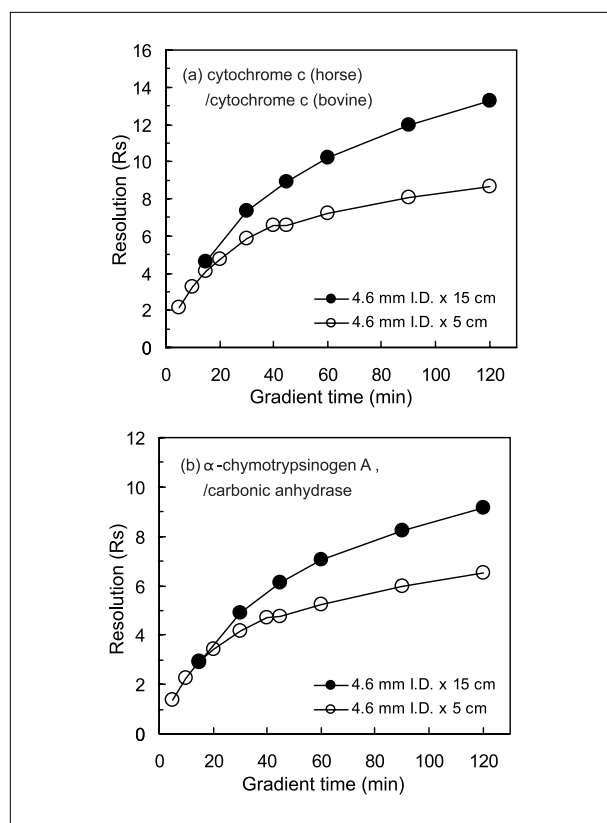 16
14
12
10
8
6
4
2
0
Resolution (Rs)
(a) cytochrome c (horse)
/cytochrome c (bovine)
4.6 mm I.D. x 15 cm
4.6 mm I.D. x 5 cm
0 20 40 60 80 100 120
Gradient time (min)
12
10
8
6
4
2
0
Resolution (Rs)
(b) α-chymotrypsinogen A ,
/carbonic anhydrase
4.6 mm I.D. x 15 cm
4.6 mm I.D. x 5 cm
0 20 40 60 80 100 120
Gradient time (min)